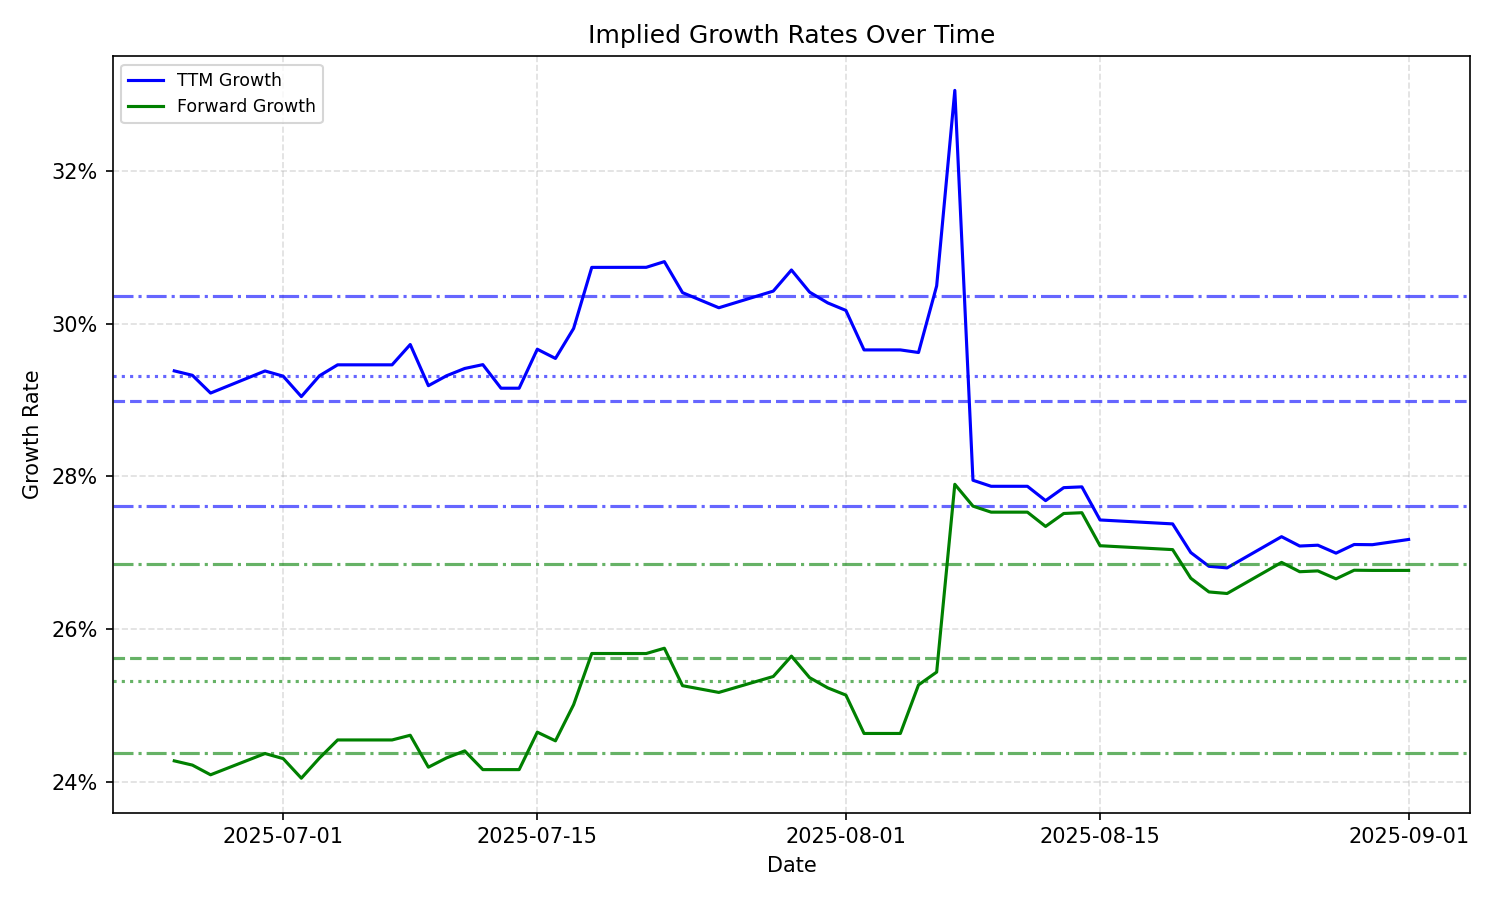 Implied Growth Rates Over Time
TTM Growth
Forward Growth
32%
30%
28%
26%
24%
Growth Rate
2025-07-01
2025-07-15
2025-08-01
2025-08-15
2025-09-01
Date